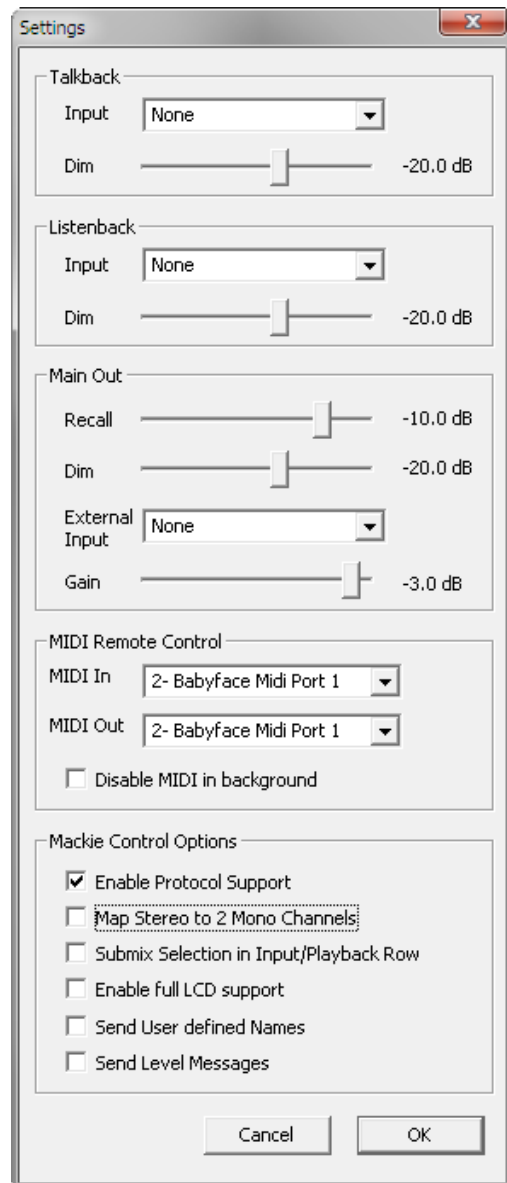 Settings
Talkback
Input None
Dim -20.0 dB
Listenback
Input None
Dim -20.0 dB
Main Out
Recall -10.0 dB
Dim -20.0 dB
External
Input None
Gain -3.0 dB
MIDI Remote Control
MIDI In 2- Babyface Midi Port 1
MIDI Out 2- Babyface Midi Port 1
Disable MIDI in background
Mackie Control Options
Enable Protocol Support
Map Stereo to 2 Mono Channels
Submix Selection in Input/Playback Row
Enable full LCD support
Send User defined Names
Send Level Messages
Cancel OK